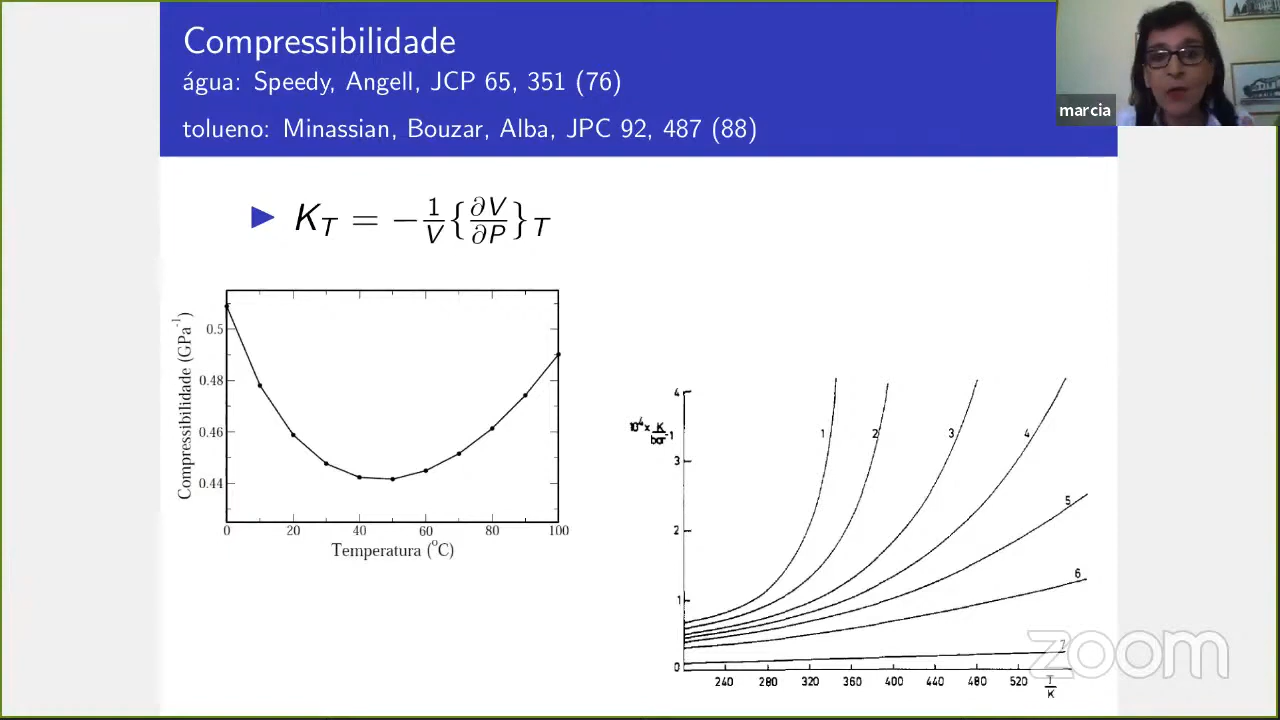 Compressibilidade
água: Speedy, Angell, JCP 65, 351 (76)
tolueno: Minassian, Bouzar, Alba, JPC 92, 487 (88)
marcia
K_T = −1/V {∂V/∂P}_T
Compressibilidade (GPa⁻¹)
0.5
0.48
0.46
0.44
0 20 40 60 80 100
Temperatura (°C)
10⁴ × K / bar⁻¹
4
3
2
1
0
1 2 3 4 5 6 7
240 280 320 360 400 440 480 520 T/K
zoom